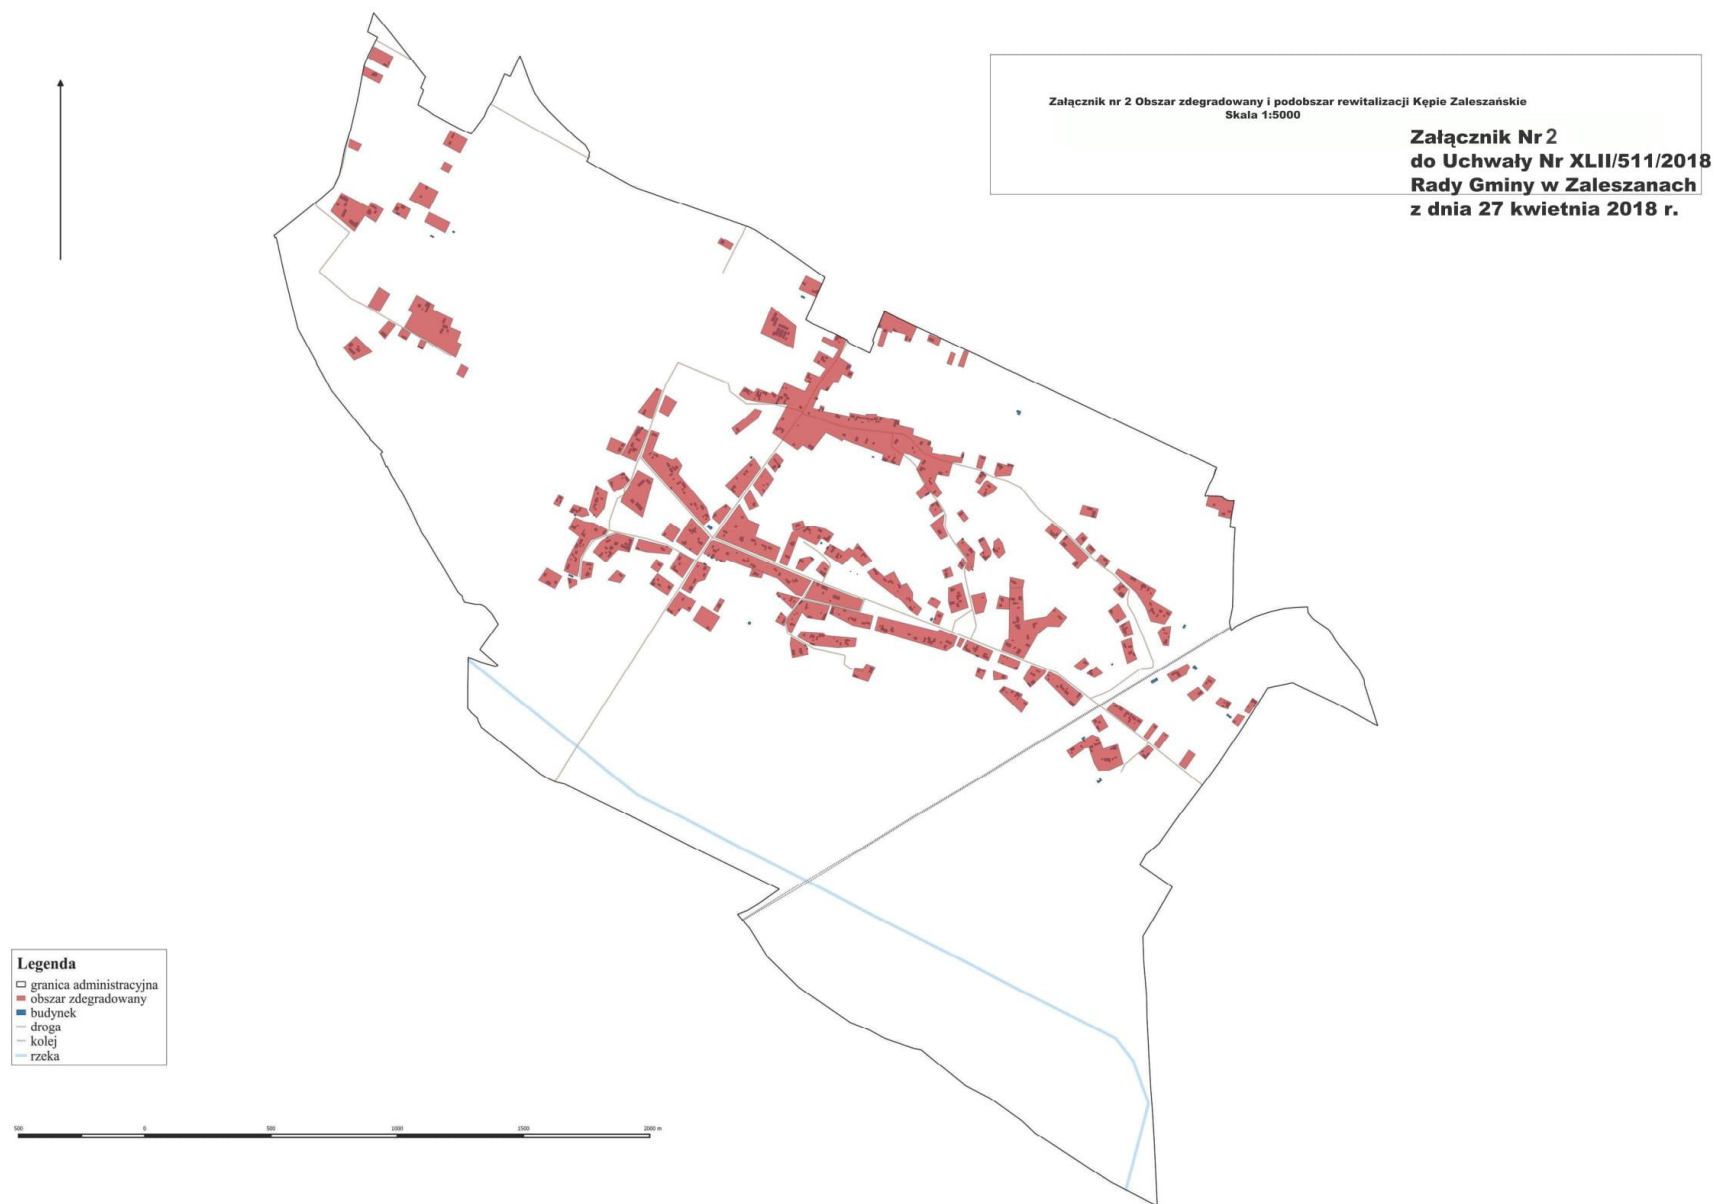 Załącznik nr 2 Obszar zdegradowany i podobszar rewitalizacji Kępie Zaleszańskie
Skala 1:5000
Załącznik Nr 2
do Uchwały Nr XLII/511/2018
Rady Gminy w Zaleszanach
z dnia 27 kwietnia 2018 r.
Legenda
granica administracyjna
obszar zdegradowany
budynek
droga
kolej
rzeka
500 0 500 1000 1500 2000 m